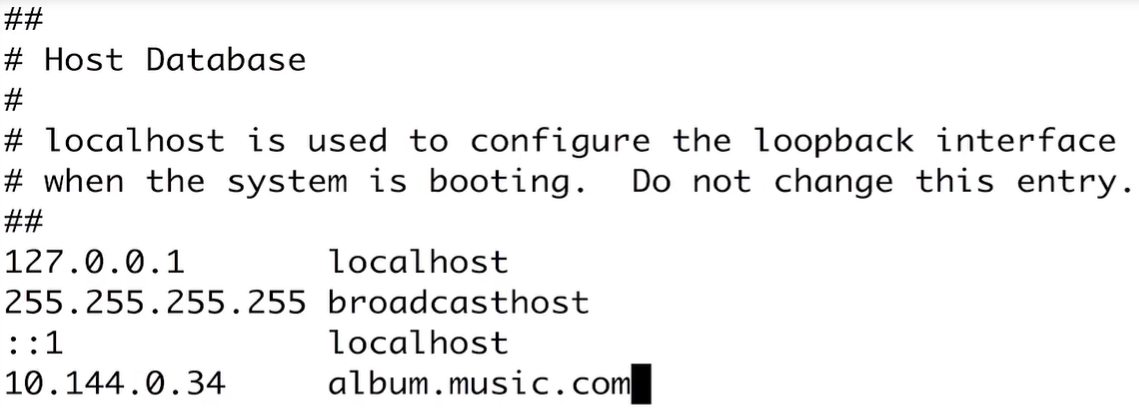 ##
# Host Database
#
# localhost is used to configure the loopback interface
# when the system is booting.  Do not change this entry.
##
127.0.0.1       localhost
255.255.255.255 broadcasthost
::1             localhost
10.144.0.34     album.music.com